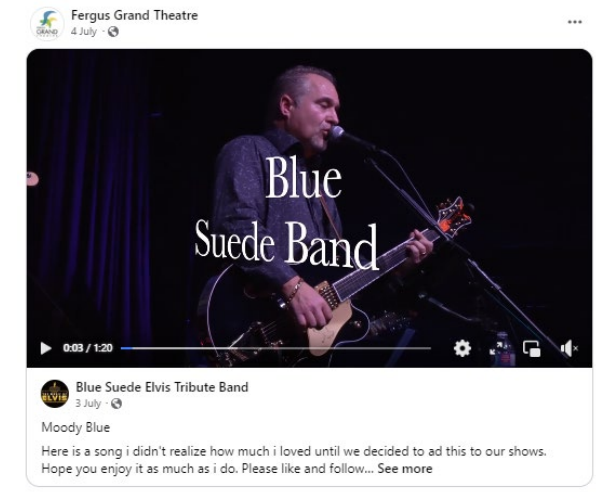 Fergus Grand Theatre
4 July
GRAND
Blue
Suede Band
0:03 / 1:20
ELVIS
Blue Suede Elvis Tribute Band
3 July
Moody Blue
Here is a song i didn't realize how much i loved until we decided to ad this to our shows.
Hope you enjoy it as much as i do. Please like and follow... See more